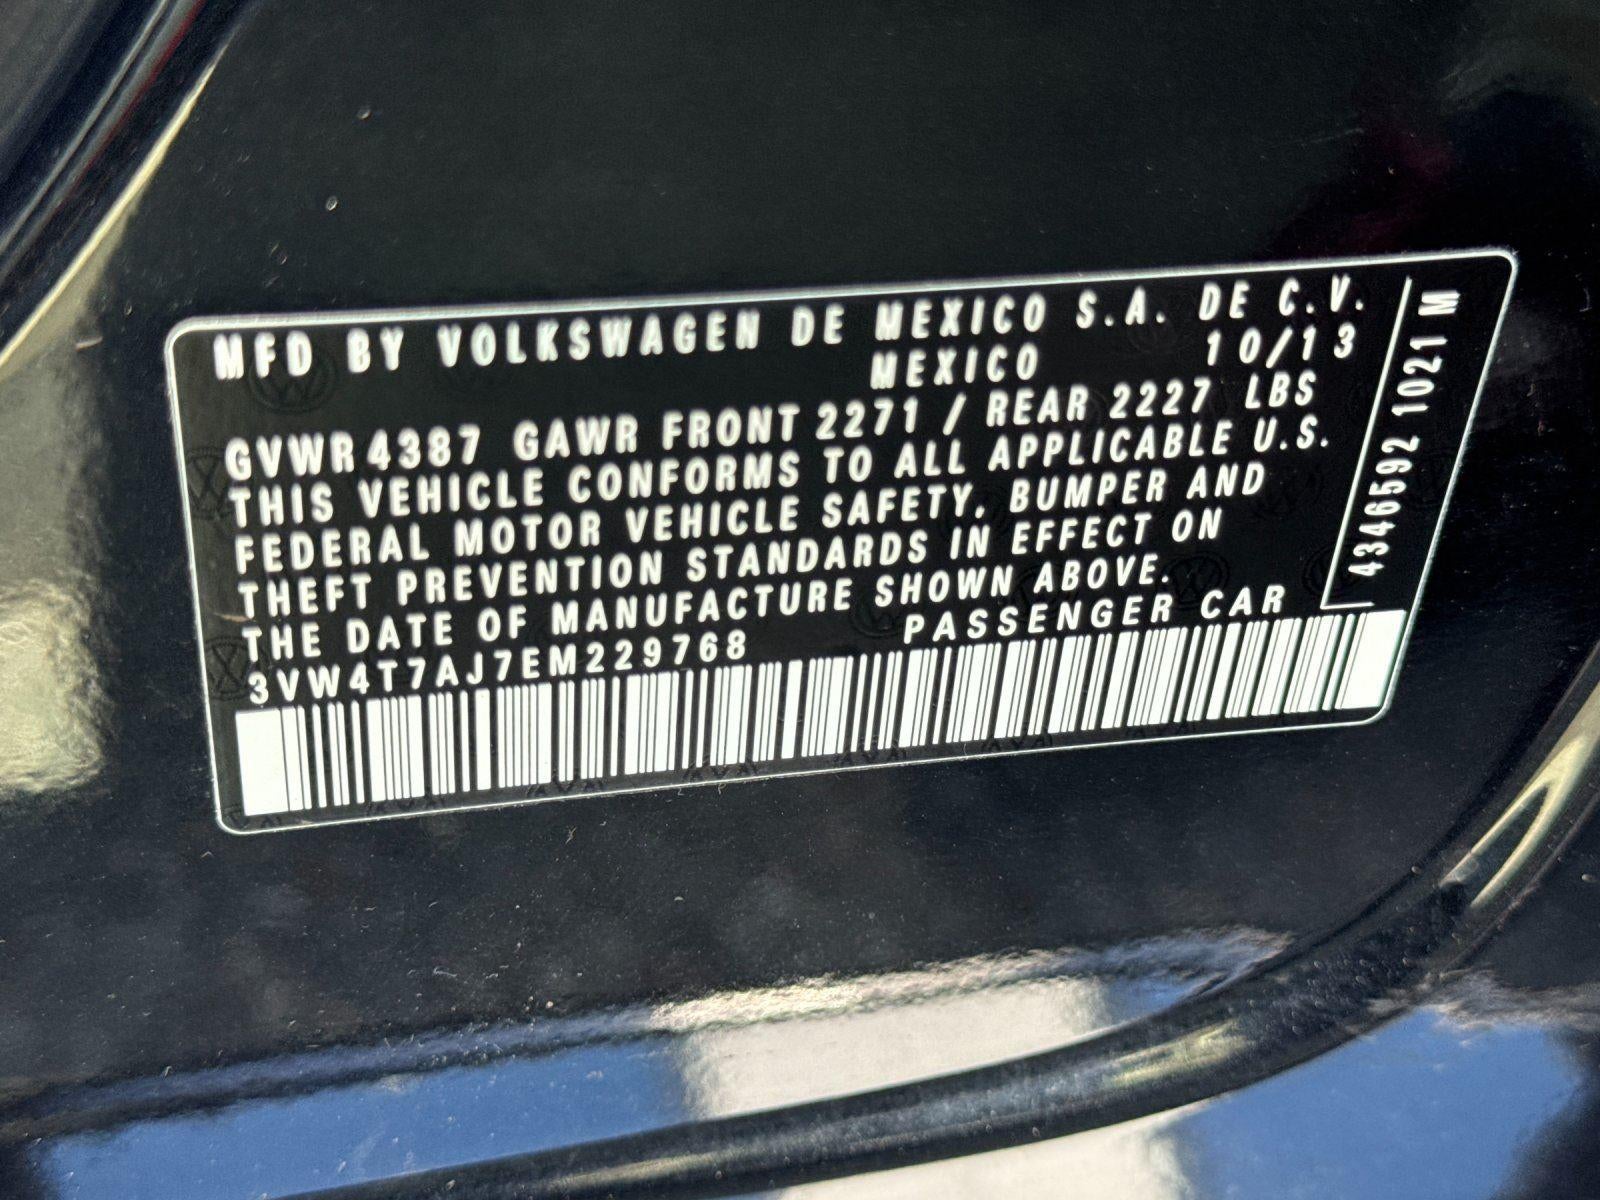 MFD BY VOLKSWAGEN DE MEXICO S.A. DE C.V.
MEXICO 10/13
GVWR 4387 GAWR FRONT 2271 / REAR 2227 LBS
THIS VEHICLE CONFORMS TO ALL APPLICABLE U.S.
FEDERAL MOTOR VEHICLE SAFETY, BUMPER AND
THEFT PREVENTION STANDARDS IN EFFECT ON
THE DATE OF MANUFACTURE SHOWN ABOVE.
3VW4T7AJ7EM229768 PASSENGER CAR
4346592 1021 M